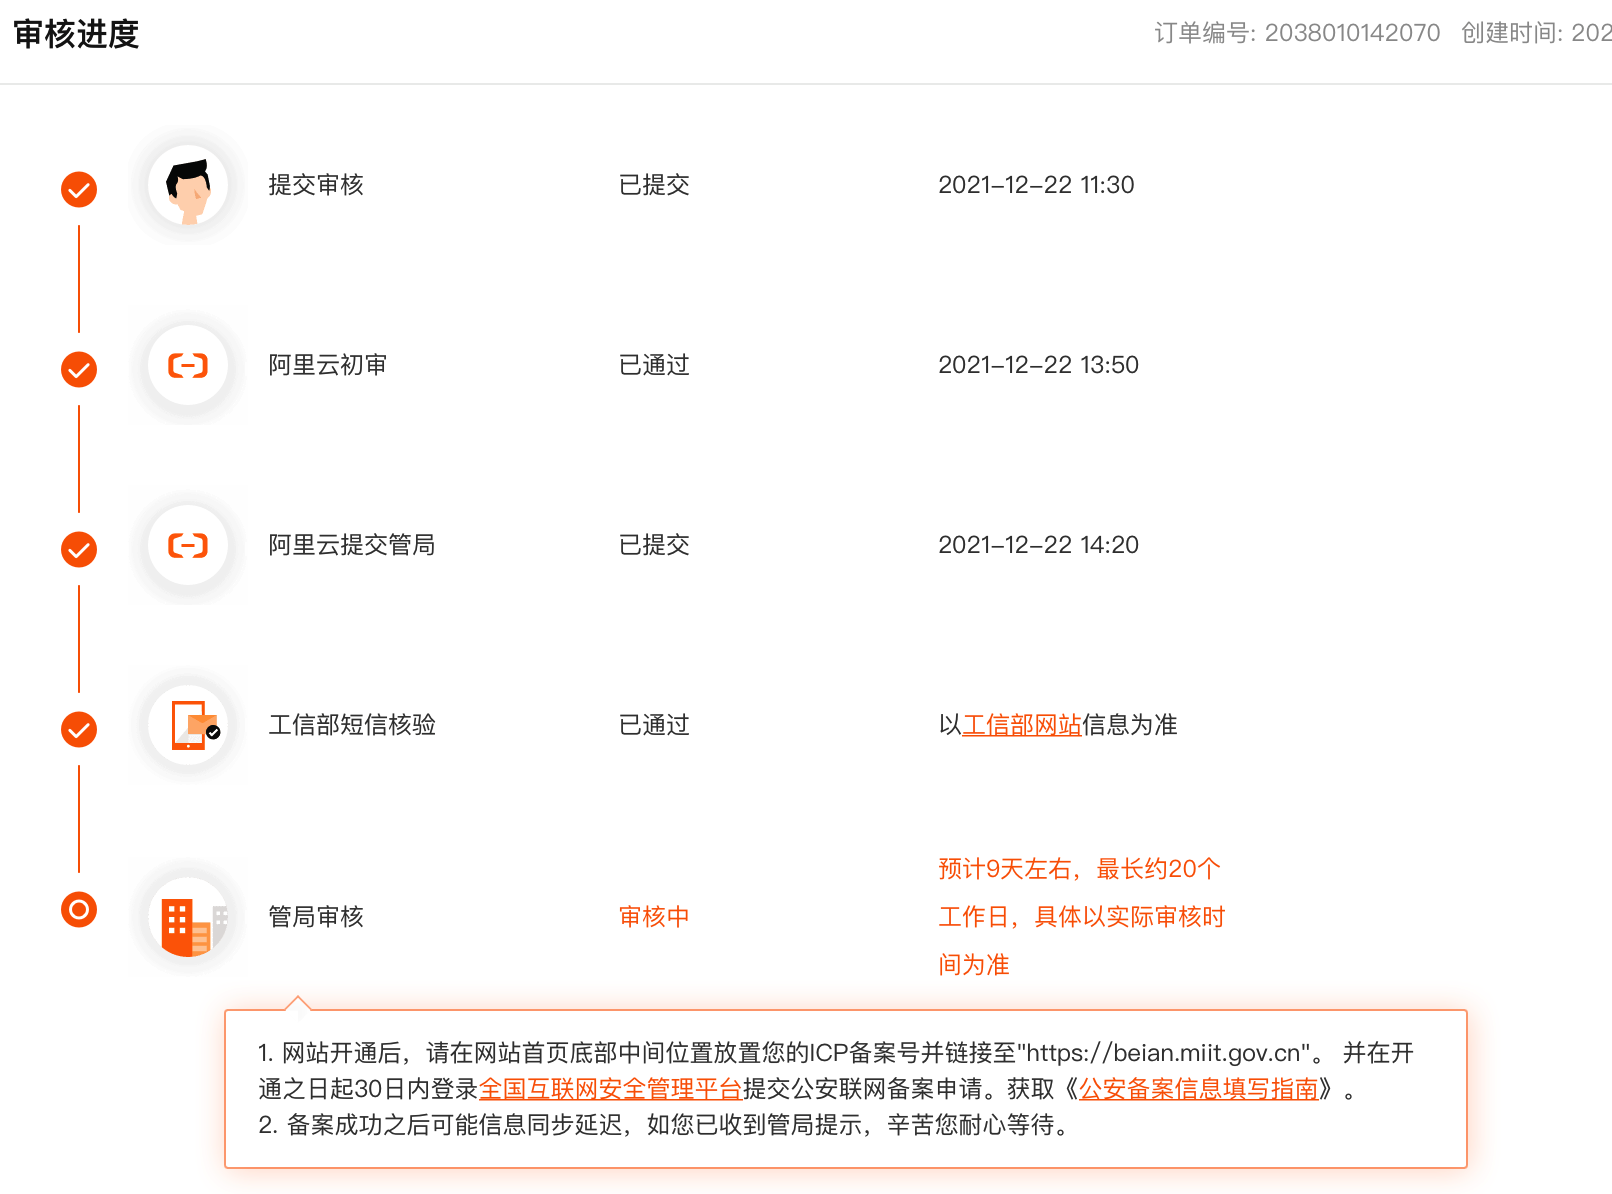 审核进度
订单编号: 2038010142070 创建时间: 202
提交审核 已提交 2021-12-22 11:30
阿里云初审 已通过 2021-12-22 13:50
阿里云提交管局 已提交 2021-12-22 14:20
工信部短信核验 已通过 以工信部网站信息为准
管局审核 审核中
预计9天左右，最长约20个
工作日，具体以实际审核时
间为准
1. 网站开通后，请在网站首页底部中间位置放置您的ICP备案号并链接至"https://beian.miit.gov.cn"。 并在开
通之日起30日内登录全国互联网安全管理平台提交公安联网备案申请。获取《公安备案信息填写指南》。
2. 备案成功之后可能信息同步延迟，如您已收到管局提示，辛苦您耐心等待。